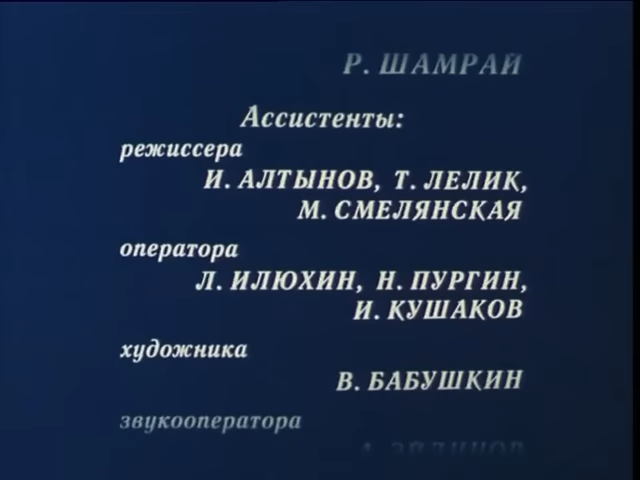 Р. ШАМРАЙ
Ассистенты:
режиссера
И. АЛТЫНОВ, Т. ЛЕЛИК,
М. СМЕЛЯНСКАЯ
оператора
Л. ИЛЮХИН, Н. ПУРГИН,
И. КУШАКОВ
художника
В. БАБУШКИН
звукооператора